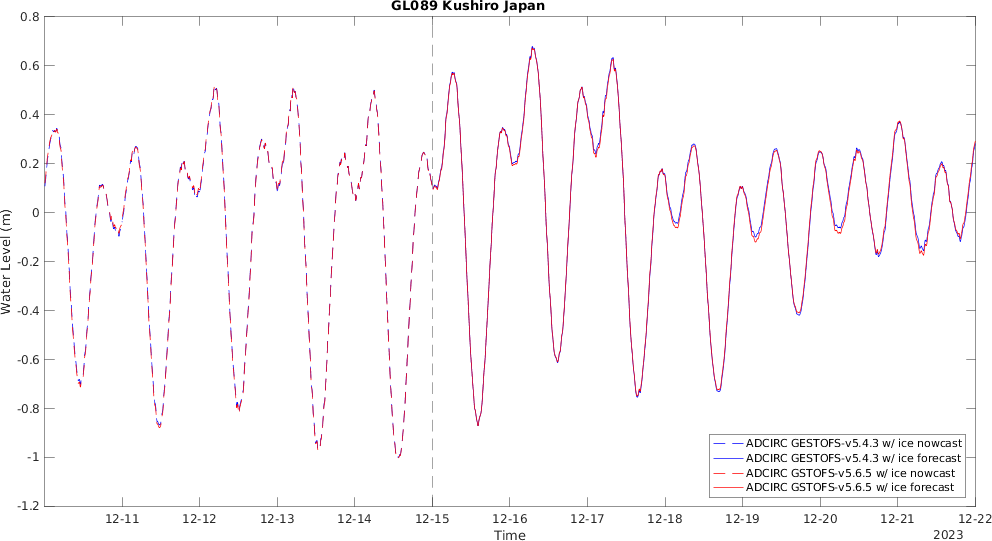 GL089 Kushiro Japan
0.8
0.6
0.4
0.2
0
-0.2
-0.4
-0.6
-0.8
-1
-1.2
Water Level (m)
ADCIRC GESTOFS-v5.4.3 w/ ice nowcast
ADCIRC GESTOFS-v5.4.3 w/ ice forecast
ADCIRC GSTOFS-v5.6.5 w/ ice nowcast
ADCIRC GSTOFS-v5.6.5 w/ ice forecast
12-11 12-12 12-13 12-14 12-15 12-16 12-17 12-18 12-19 12-20 12-21 12-22
Time
2023